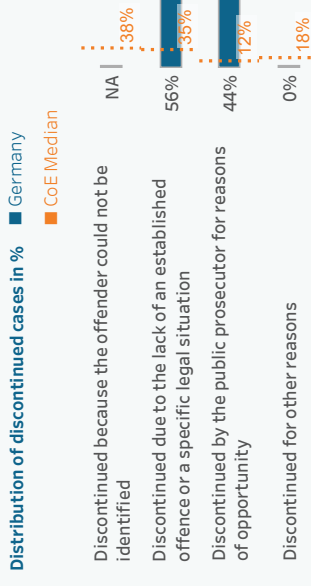 Distribution of discontinued cases in %
Germany
CoE Median
Discontinued because the offender could not be
identified
NA
38%
Discontinued due to the lack of an established
offence or a specific legal situation
56%
35%
Discontinued by the public prosecutor for reasons
of opportunity
44%
12%
Discontinued for other reasons
0%
18%